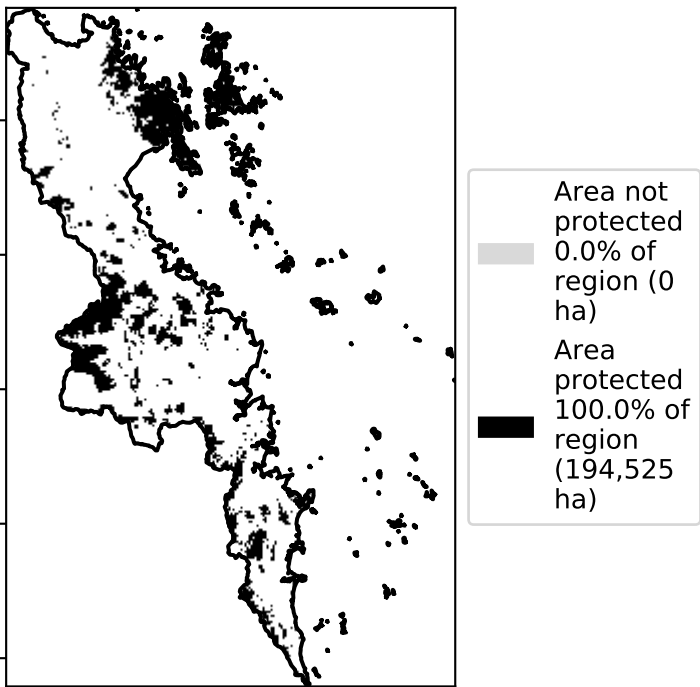 Area not
protected
0.0% of
region (0
ha)
Area
protected
100.0% of
region
(194,525
ha)